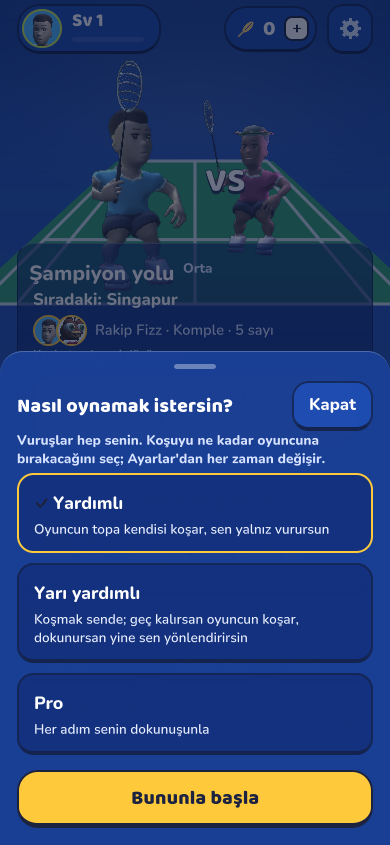 Sv 1
0
+
VS
Şampiyon yolu
Orta
Sıradaki: Singapur
Rakip Fizz · Komple · 5 sayı
Nasıl oynamak istersin?
Kapat
Vuruşlar hep senin. Koşuyu ne kadar oyuncuna
bırakacağını seç; Ayarlar'dan her zaman değişir.
✓ Yardımlı
Oyuncun topa kendisi koşar, sen yalnız vurursun
Yarı yardımlı
Koşmak sende; geç kalırsan oyuncun koşar,
dokunursan yine sen yönlendirirsin
Pro
Her adım senin dokunuşunla
Bununla başla